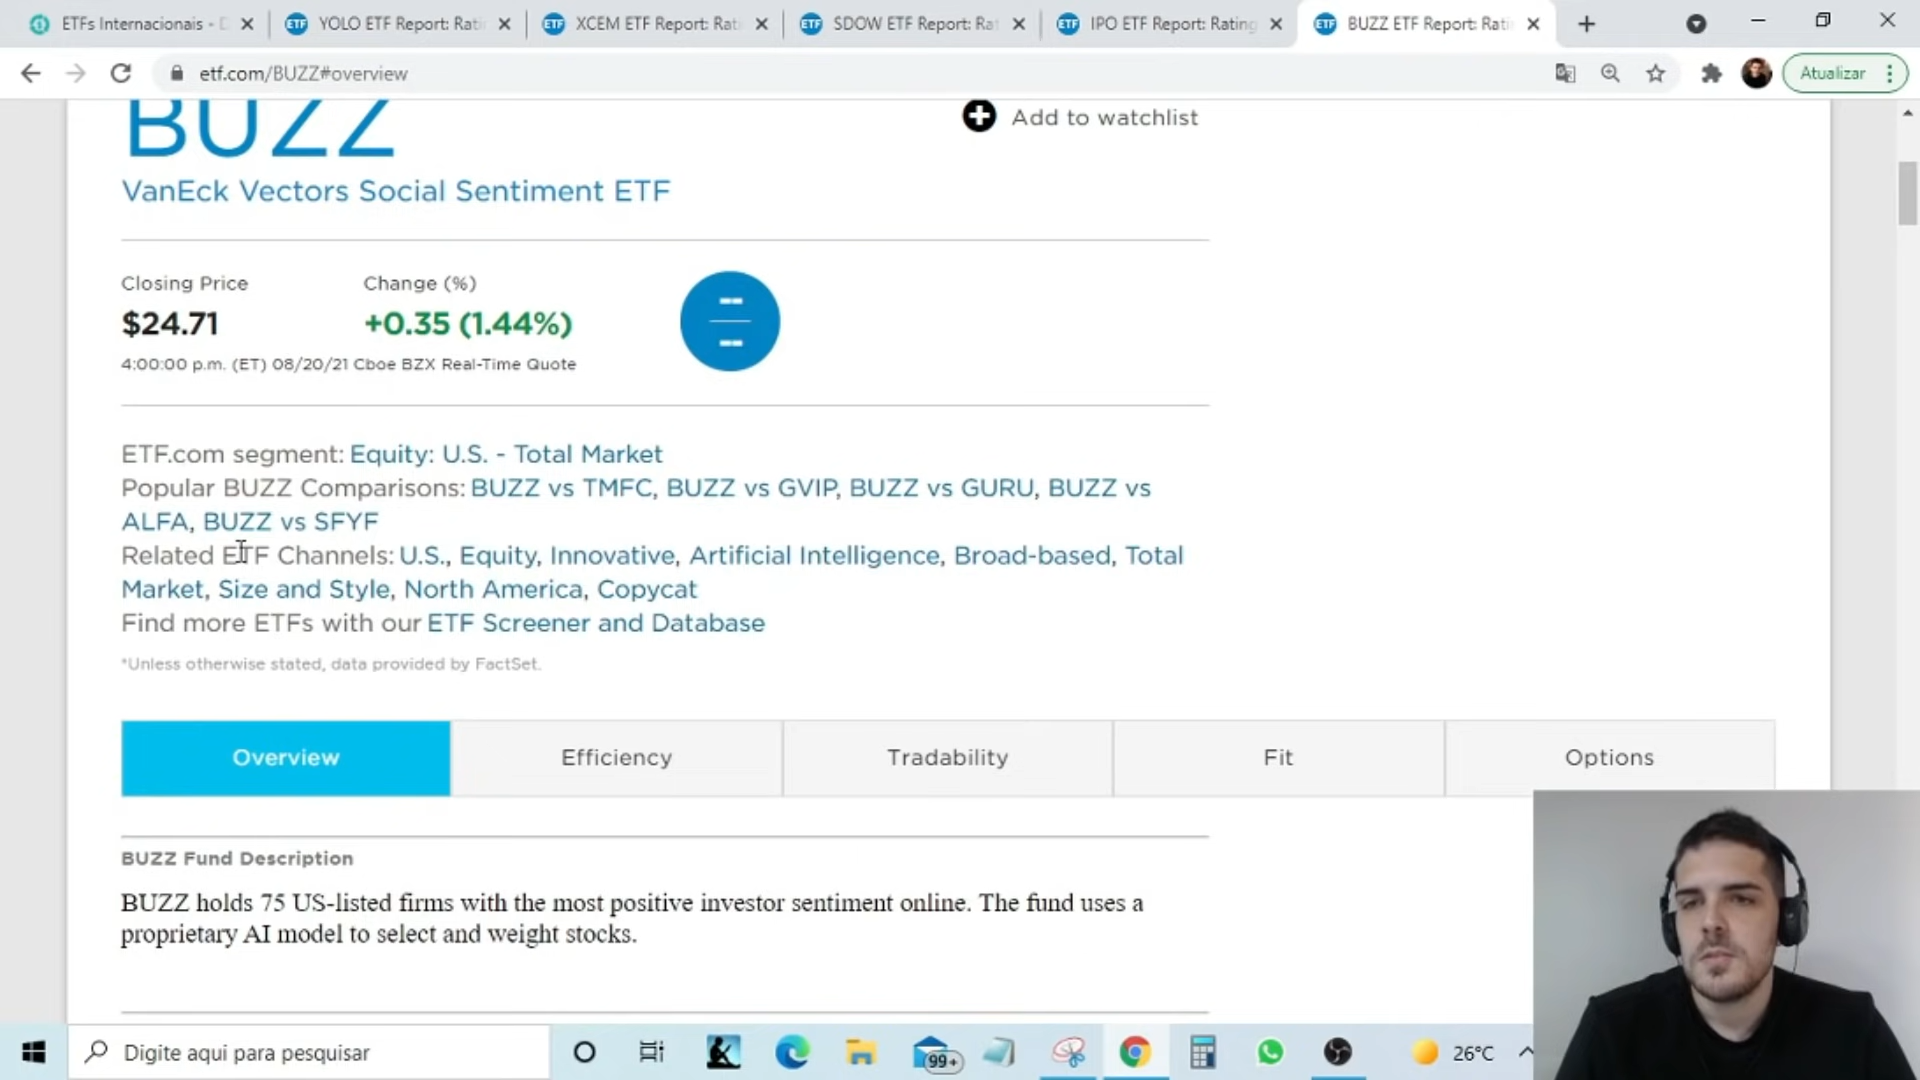 ETFs Internacionais - D
YOLO ETF Report: Rati
XCEM ETF Report: Rati
SDOW ETF Report: Rat
IPO ETF Report: Rating
BUZZ ETF Report: Rati
etf.com/BUZZ#overview
Atualizar
BUZZ
Add to watchlist
VanEck Vectors Social Sentiment ETF
Closing Price
Change (%)
$24.71
+0.35 (1.44%)
--
--
4:00:00 p.m. (ET) 08/20/21 Cboe BZX Real-Time Quote
ETF.com segment: Equity: U.S. - Total Market
Popular BUZZ Comparisons: BUZZ vs TMFC, BUZZ vs GVIP, BUZZ vs GURU, BUZZ vs
ALFA, BUZZ vs SFYF
Related ETF Channels: U.S., Equity, Innovative, Artificial Intelligence, Broad-based, Total
Market, Size and Style, North America, Copycat
Find more ETFs with our ETF Screener and Database
*Unless otherwise stated, data provided by FactSet.
Overview
Efficiency
Tradability
Fit
Options
BUZZ Fund Description
BUZZ holds 75 US-listed firms with the most positive investor sentiment online. The fund uses a
proprietary AI model to select and weight stocks.
Digite aqui para pesquisar
99+
26°C